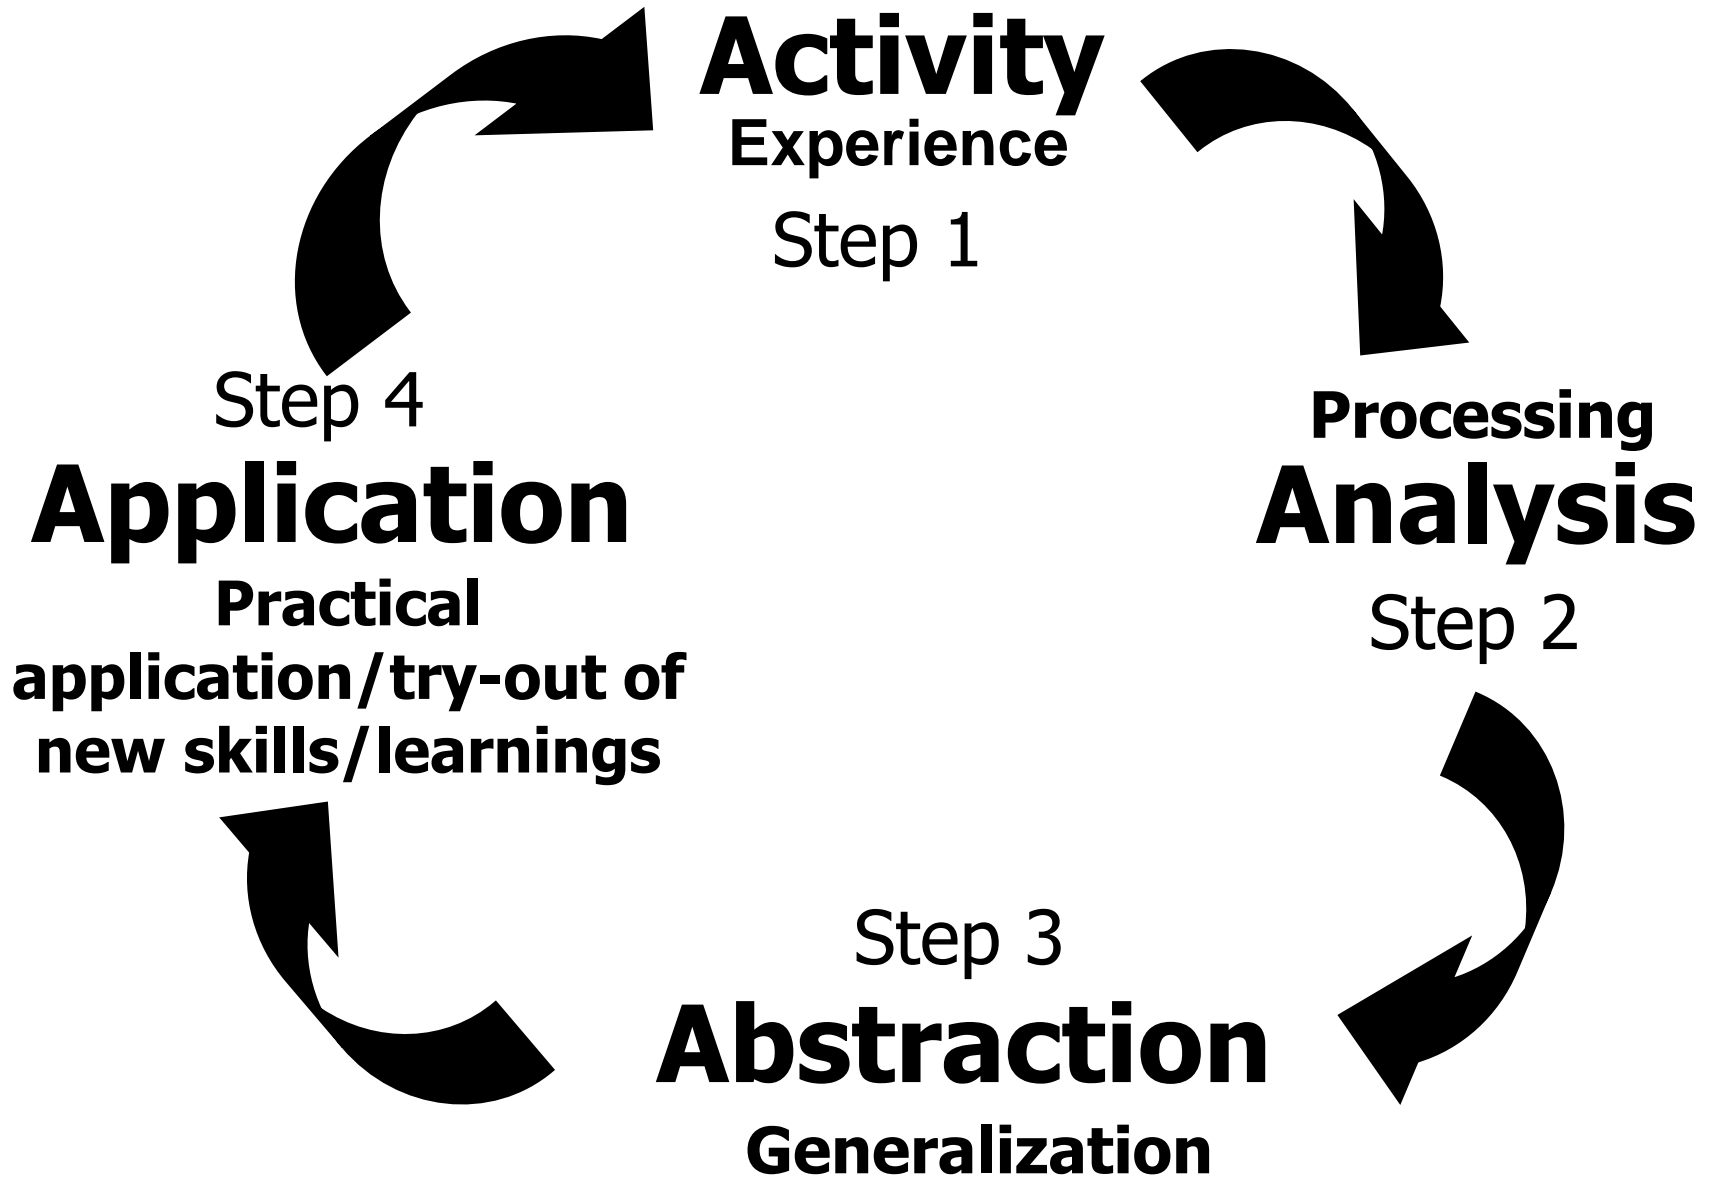 Activity
Experience
Step 1
Processing
Analysis
Step 2
Step 3
Abstraction
Generalization
Step 4
Application
Practical
application/try-out of
new skills/learnings